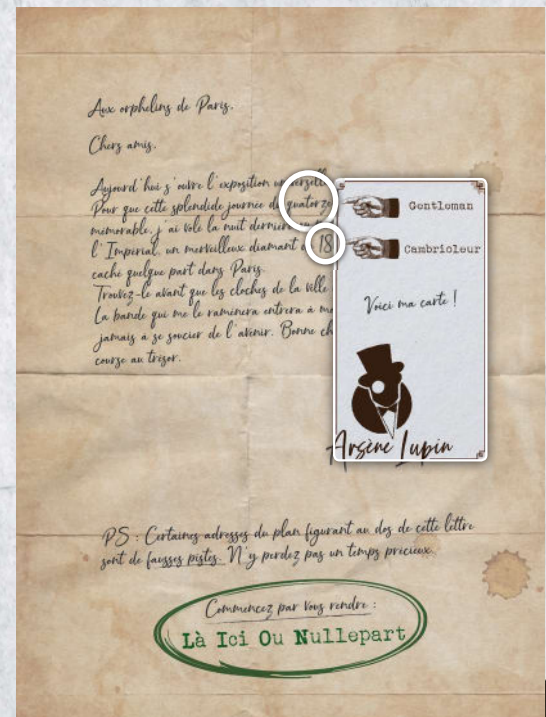 Aux orphelins de Paris,
Chers amis,
Aujourd'hui s'ouvre l'exposition
Pour que cette splendide journée du quatorze
mémorable, j'ai volé la nuit dernière
l'Impérial, un merveilleux diamant 18
caché quelque part dans Paris.
Trouvez-le avant que les cloches de la ville
La bande qui me le ramènera entrera à
jamais à se soucier de l'avenir. Bonne
course au trésor.
Gentleman
Cambrioleur
Voici ma carte !
Arsène Lupin
PS : Certaines adresses du plan figurant au dos de cette lettre
sont de fausses pistes. N'y perdez pas un temps précieux.
Commencez par vous rendre :
Là Ici Ou Nullepart